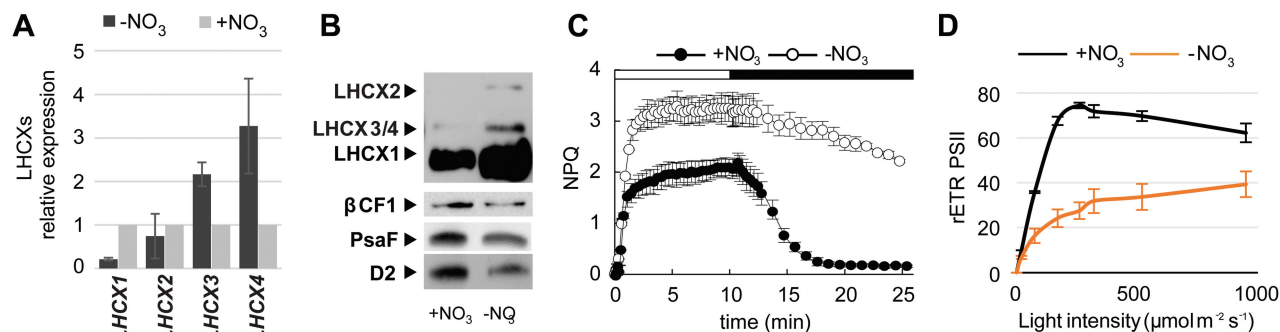 A
-NO3 +NO3
LHCXs
relative expression
5
4
3
2
1
0
LHCX2
LHCX3
LHCX4
B
LHCX2
LHCX3/4
LHCX1
βCF1
PsaF
D2
+NO3 -NO3
C
+NO3 -NO3
NPQ
4
3
2
1
0
0 5 10 15 20 25
time (min)
D
+NO3 -NO3
rETR PSII
80
60
40
20
0
0 500 1000
Light intensity (µmol m-2 s-1)